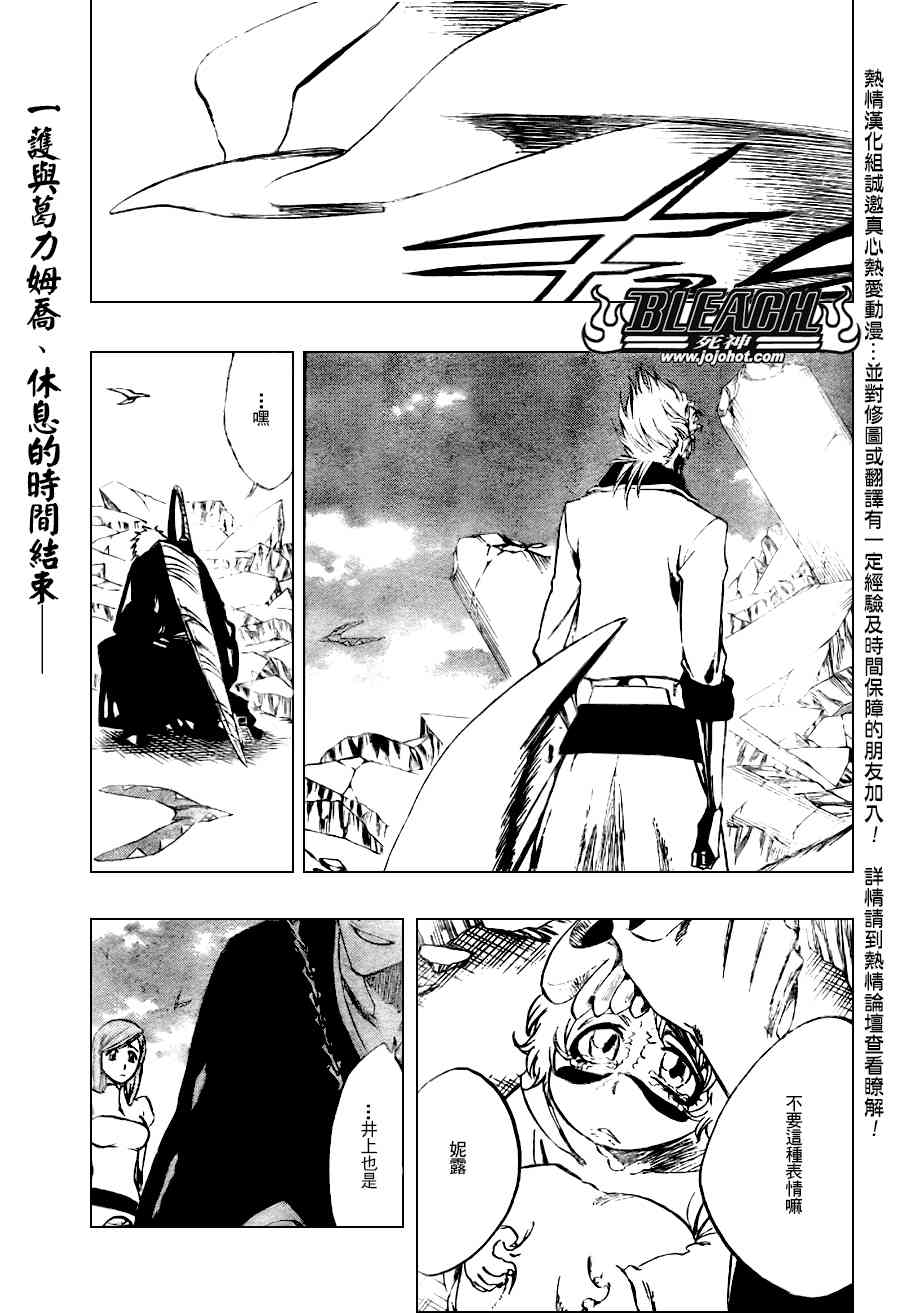 熱情漢化組誠邀真心熱愛動漫…並對修圖或翻譯有一定經驗及時間保障的朋友加入！ 詳情請到熱情論壇查看瞭解！
BLEACH
死神
www.jojohot.com
一護與葛力姆喬、休息的時間結束——
…嘿
不要這種表情嘛
妮露
…井上也是